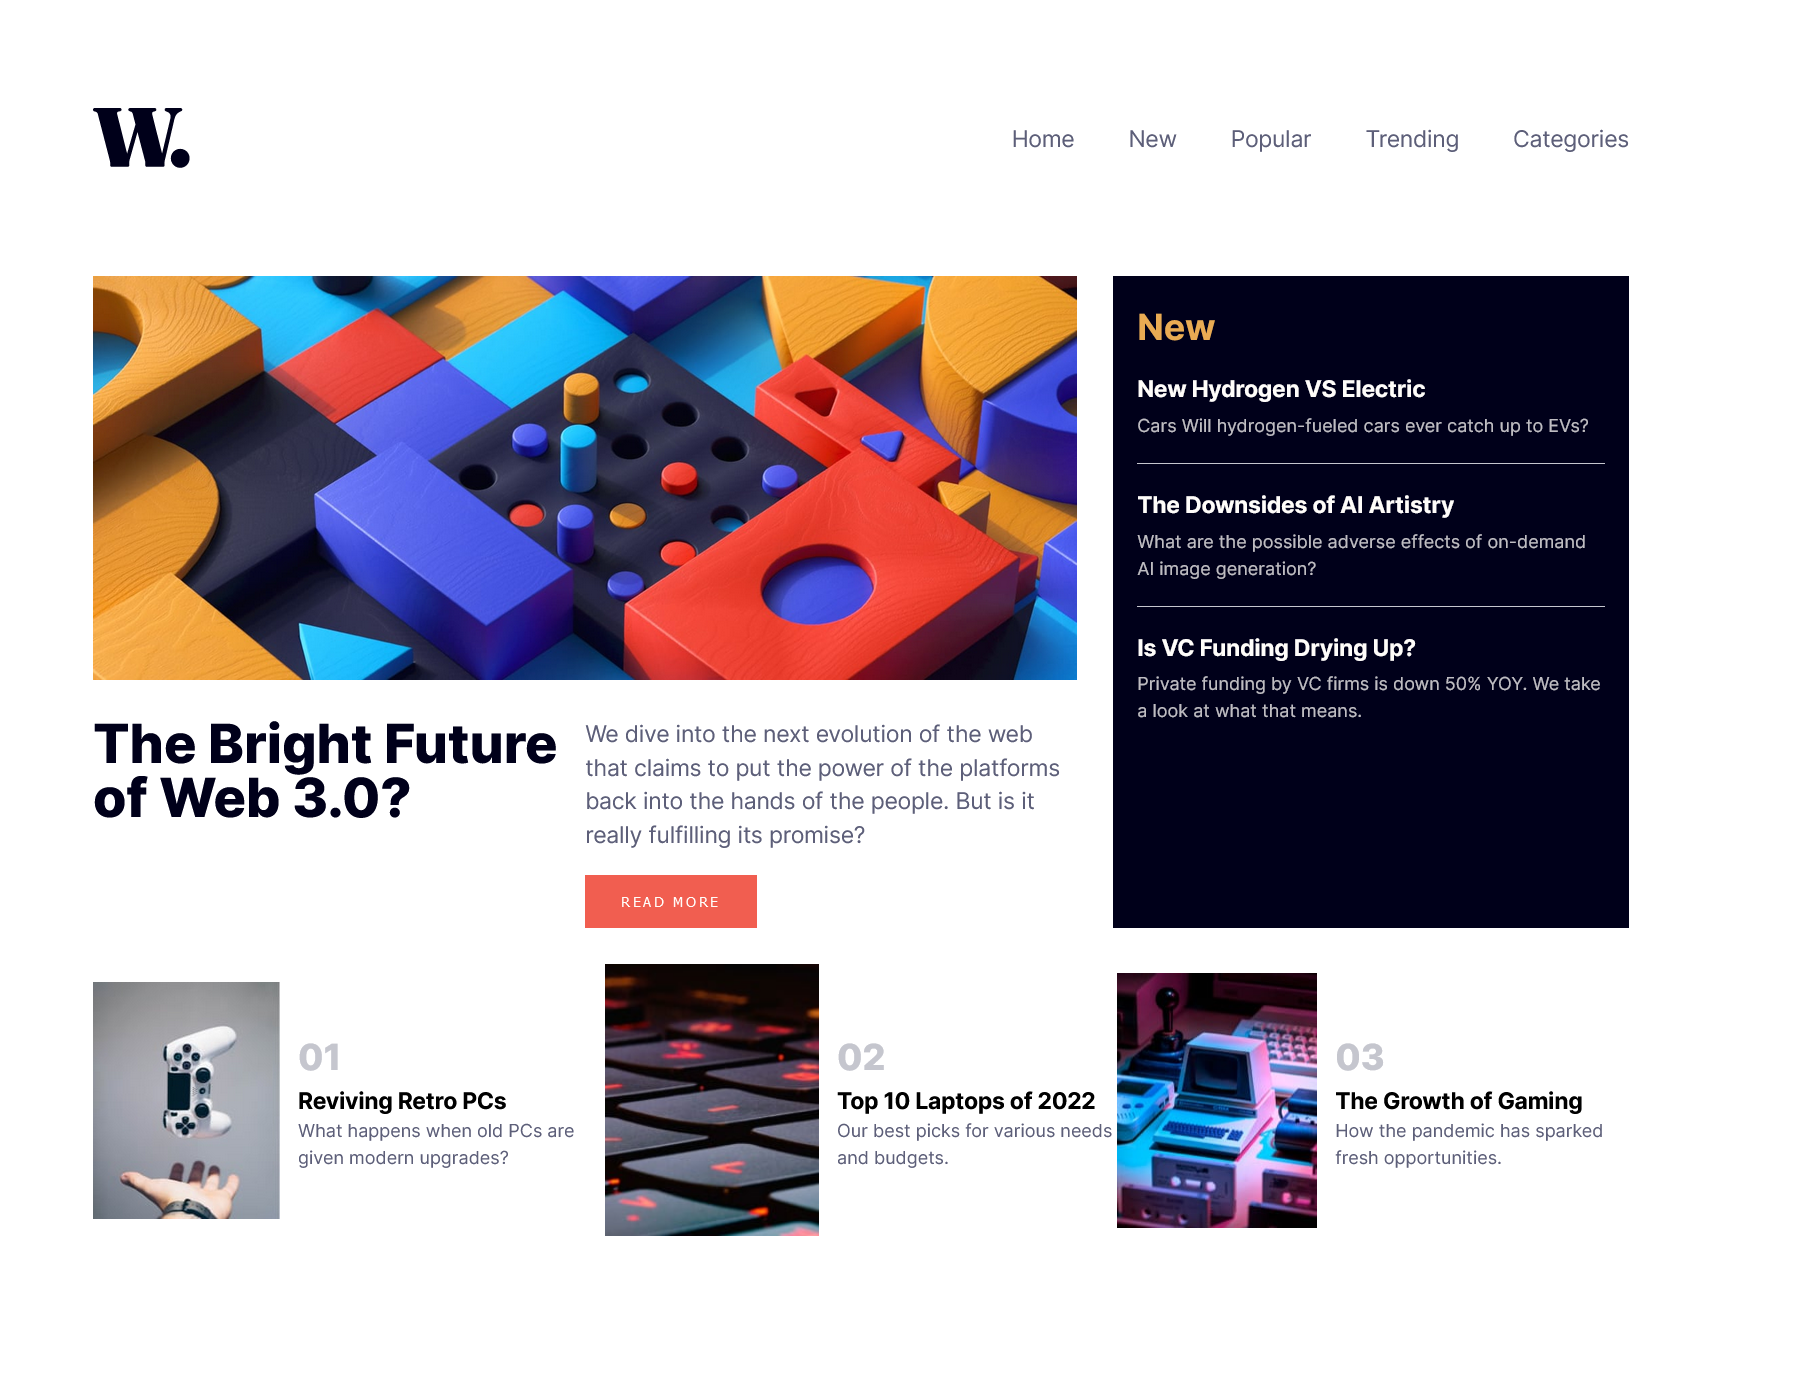 W.
Home New Popular Trending Categories
The Bright Future
of Web 3.0?
We dive into the next evolution of the web
that claims to put the power of the platforms
back into the hands of the people. But is it
really fulfilling its promise?
READ MORE
New
New Hydrogen VS Electric
Cars Will hydrogen-fueled cars ever catch up to EVs?
The Downsides of AI Artistry
What are the possible adverse effects of on-demand
AI image generation?
Is VC Funding Drying Up?
Private funding by VC firms is down 50% YOY. We take
a look at what that means.
01
Reviving Retro PCs
What happens when old PCs are
given modern upgrades?
02
Top 10 Laptops of 2022
Our best picks for various needs
and budgets.
03
The Growth of Gaming
How the pandemic has sparked
fresh opportunities.